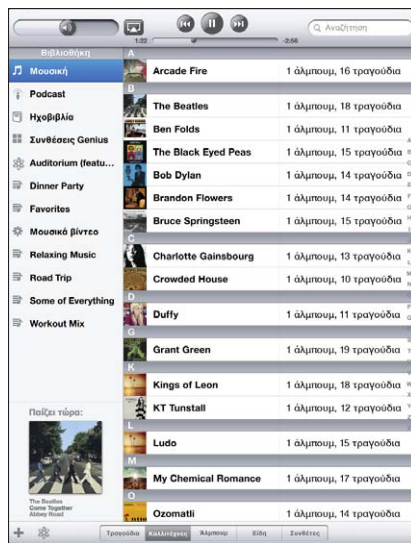 1:22
-2:56
Αναζήτηση
Βιβλιοθήκη
Μουσική
Podcast
Ηχοβιβλία
Συνθέσεις Genius
Auditorium (featu...
Dinner Party
Favorites
Μουσικά βίντεο
Relaxing Music
Road Trip
Some of Everything
Workout Mix
Παίζει τώρα:
The Beatles
Come Together
Abbey Road
A
Arcade Fire 1 άλμπουμ, 16 τραγούδια
B
The Beatles 1 άλμπουμ, 18 τραγούδια
Ben Folds 1 άλμπουμ, 11 τραγούδια
The Black Eyed Peas 1 άλμπουμ, 15 τραγούδια
Bob Dylan 1 άλμπουμ, 14 τραγούδια
Brandon Flowers 1 άλμπουμ, 14 τραγούδια
Bruce Springsteen 1 άλμπουμ, 15 τραγούδια
C
Charlotte Gainsbourg 1 άλμπουμ, 13 τραγούδια
Crowded House 1 άλμπουμ, 10 τραγούδια
D
Duffy 1 άλμπουμ, 11 τραγούδια
G
Grant Green 1 άλμπουμ, 19 τραγούδια
K
Kings of Leon 1 άλμπουμ, 18 τραγούδια
KT Tunstall 1 άλμπουμ, 12 τραγούδια
L
Ludo 1 άλμπουμ, 15 τραγούδια
M
My Chemical Romance 1 άλμπουμ, 17 τραγούδια
O
Ozomatli 1 άλμπουμ, 14 τραγούδια
Τραγούδια Καλλιτέχνες Άλμπουμ Είδη Συνθέτες